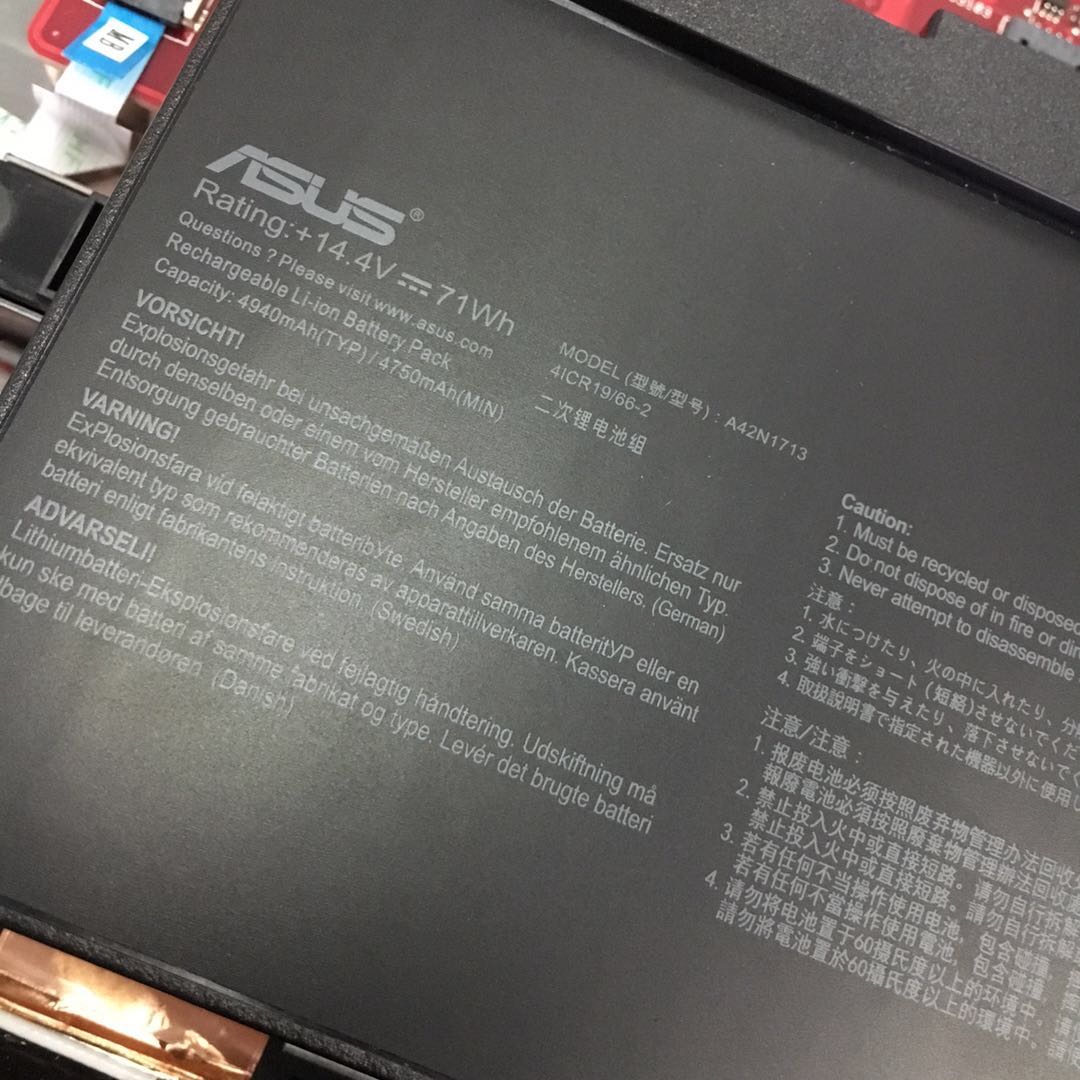 MB
ASUS®
Rating:+14.4V⎓71Wh
Questions ? Please visit www.asus.com
Rechargeable Li-ion Battery Pack
Capacity: 4940mAh(TYP) / 4750mAh(MIN)
MODEL (型號/型号) : A42N1713
4ICR19/66-2
二次锂电池组
VORSICHT!
Explosionsgetahr bei unsachgemäßen Austausch der Batterie. Ersatz nur
durch denselben oder einem vom Hersteller empfohlenem ähnlichen Typ.
Entsorgung gebrauchter Batterien nach Angaben des Herstellers. (German)
VARNING!
ExPlosionsfara vid felaktigt batteribYte. Använd samma batteritYP eller en
ekvivalent typ som rekommenderas av apparattillverkaren. Kassera använt
batteri enligt fabrikantens instruktion. (Swedish)
ADVARSELI!
Lithiumbatteri-Eksplosionsfare ved fejlagtig håndtering. Udskiftning må
kun ske med batteri af samme fabrikat og type. Levér det brugte batteri
lbage til leverandøren. (Danish)
Caution:
1. Must be recycled or disposed
2. Do not dispose of in fire or
3. Never attempt to disassemble
注意：
1. 水につけたり、火の中に入れたり、
2. 端子をショート (短絡)させないでくだ
3. 強い衝撃を与えたり、落下させないでく
4. 取扱説明書で指定された機器以外に使用し
注意/注意：
1. 报废电池必须按照废弃物管理办法回收
報廢電池必須按照廢棄物管理辦法回收
2. 禁止投入火中或直接短路。请勿自行拆
禁止投入火中或直接短路。請勿自行拆
3. 若有任何不当操作使用电池，包含碰撞，
若有任何不當操作使用電池，包含碰撞，
4. 请勿将电池置于60摄氏度以上的环境中。
請勿將電池置於60攝氏度以上的環境中。